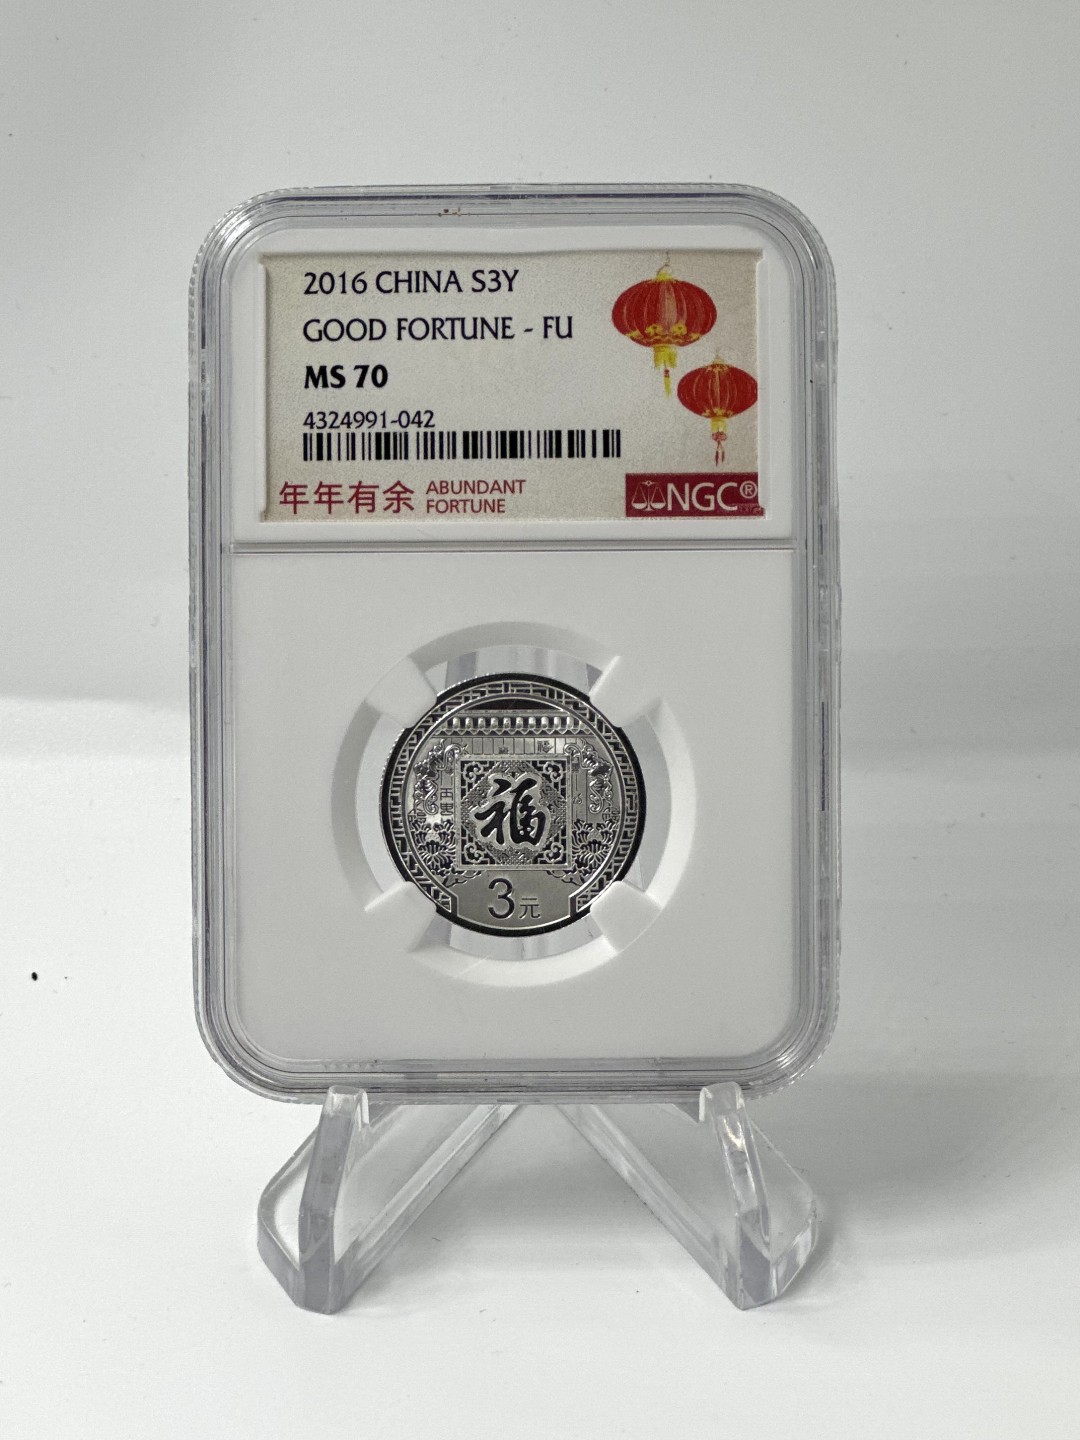 2016 CHINA S3Y
GOOD FORTUNE - FU
MS 70
4324991-042
年年有余 ABUNDANT FORTUNE
NGC®
福
3元